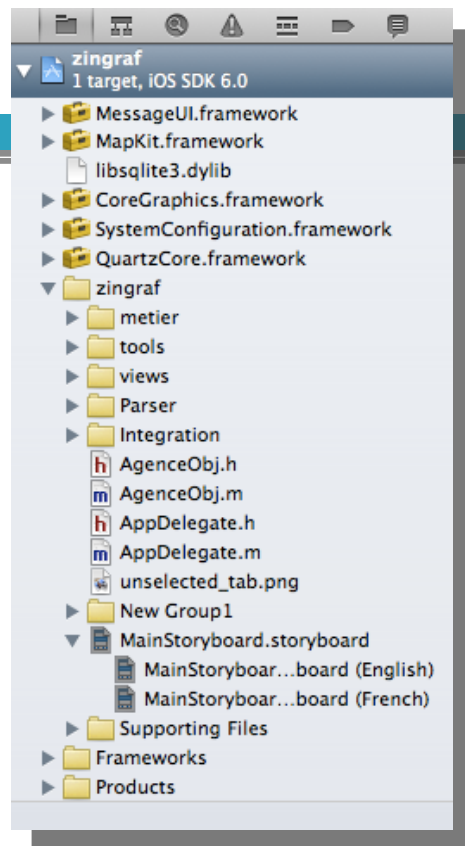 zingraf
1 target, iOS SDK 6.0
MessageUI.framework
MapKit.framework
libsqlite3.dylib
CoreGraphics.framework
SystemConfiguration.framework
QuartzCore.framework
zingraf
metier
tools
views
Parser
Integration
h AgenceObj.h
m AgenceObj.m
h AppDelegate.h
m AppDelegate.m
unselected_tab.png
New Group1
MainStoryboard.storyboard
MainStoryboar...board (English)
MainStoryboar...board (French)
Supporting Files
Frameworks
Products